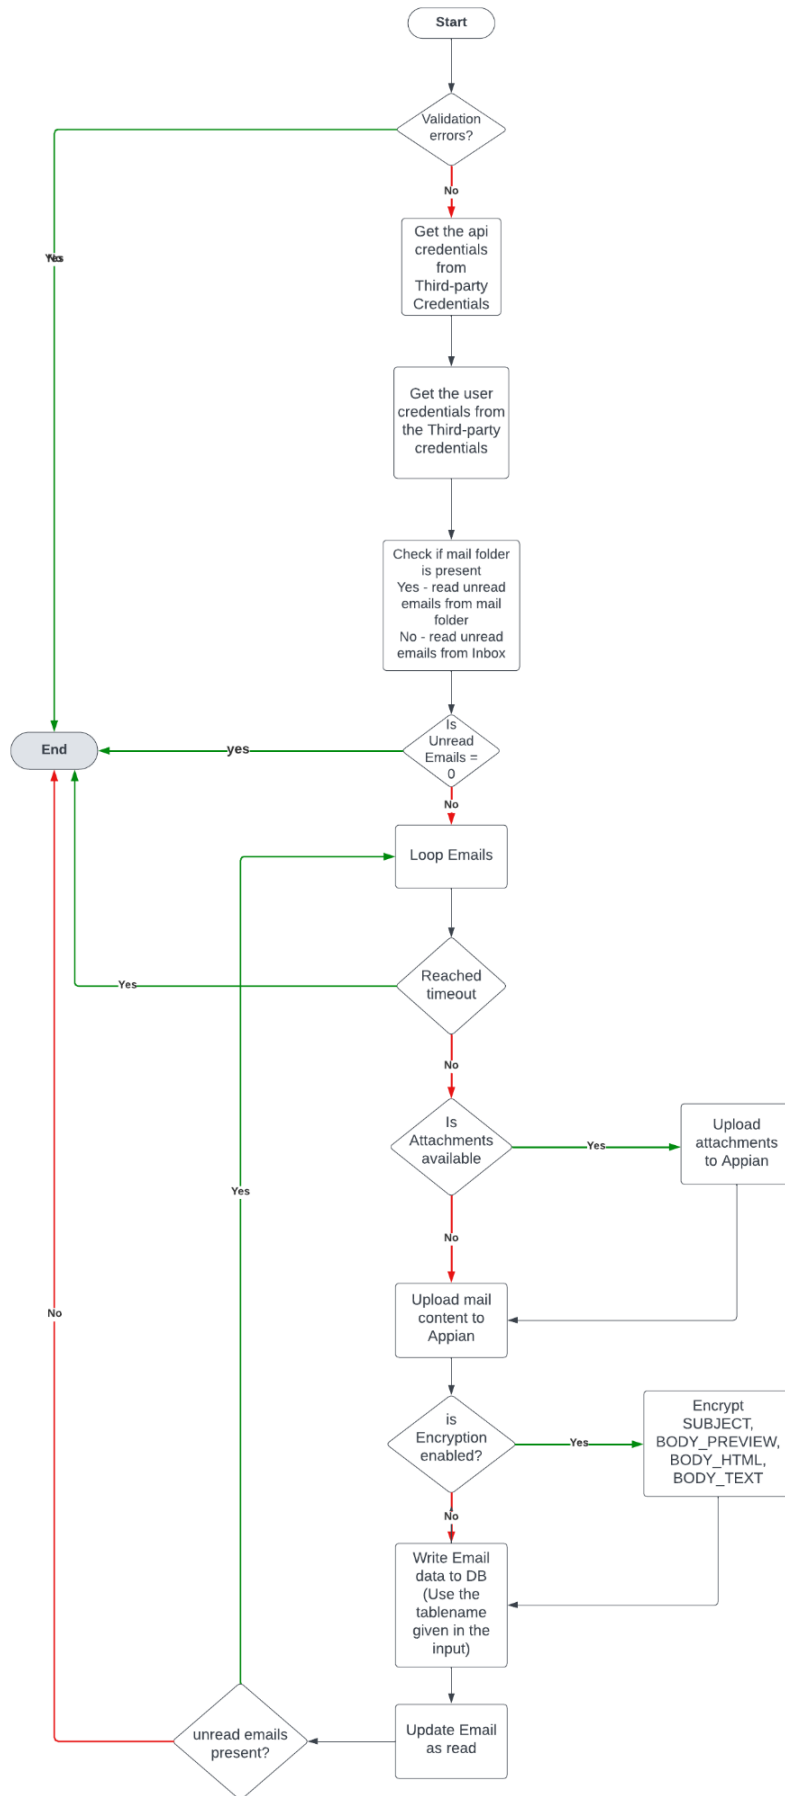 Start
Validation
errors?
No
Get the api
credentials
from
Third-party
Credentials
Get the user
credentials from
the Third-party
credentials
Check if mail folder
is present
Yes - read unread
emails from mail
folder
No - read unread
emails from Inbox
Is
Unread
Emails =
0
yes
End
No
Loop Emails
Reached
timeout
Yes
No
Is
Attachments
available
Yes
Upload
attachments
to Appian
Yes
No
Upload mail
content to
Appian
No
is
Encryption
enabled?
Yes
Encrypt
SUBJECT,
BODY_PREVIEW,
BODY_HTML,
BODY_TEXT
No
Write Email
data to DB
(Use the
tablename
given in the
input)
Update Email
as read
unread emails
present?